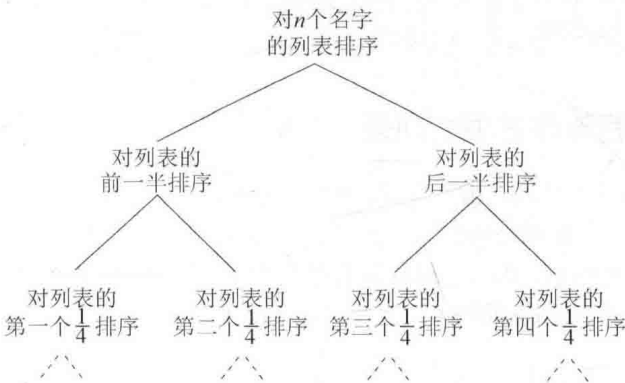 对n个名字
的列表排序
对列表的
前一半排序
对列表的
后一半排序
对列表的
第一个1/4排序
对列表的
第二个1/4排序
对列表的
第三个1/4排序
对列表的
第四个1/4排序